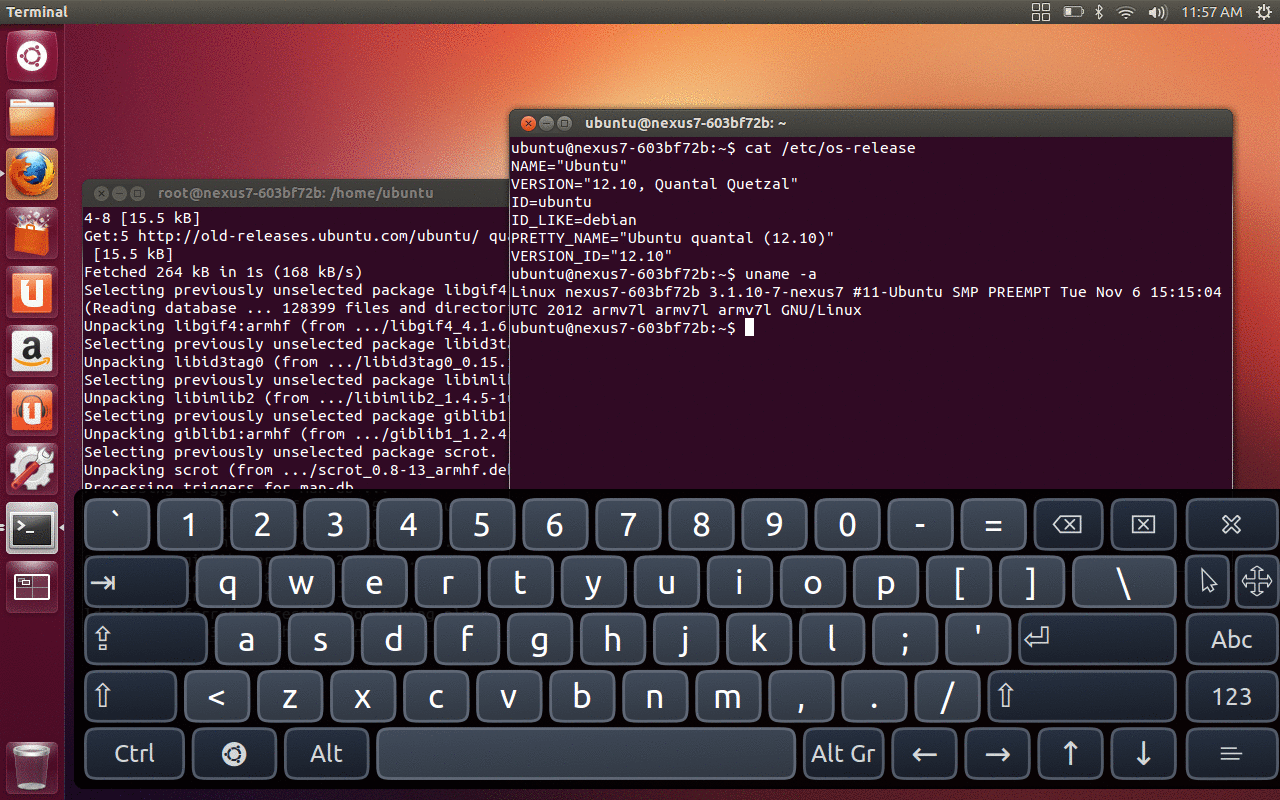 Terminal
11:57 AM
root@nexus7-603bf72b: /home/ubuntu
4-8 [15.5 kB]
Get:5 http://old-releases.ubuntu.com/ubuntu/ qu
[15.5 kB]
Fetched 264 kB in 1s (168 kB/s)
Selecting previously unselected package libgif4
(Reading database ... 128399 files and director
Unpacking libgif4:armhf (from .../libgif4_4.1.6
Selecting previously unselected package libid3t
Unpacking libid3tag0 (from .../libid3tag0_0.15.
Selecting previously unselected package libimli
Unpacking libimlib2 (from .../libimlib2_1.4.5-1
Selecting previously unselected package giblib1
Unpacking giblib1:armhf (from .../giblib1_1.2.4
Selecting previously unselected package scrot.
Unpacking scrot (from .../scrot_0.8-13_armhf.de
Processing triggers for man-db ...
ubuntu@nexus7-603bf72b: ~
ubuntu@nexus7-603bf72b:~$ cat /etc/os-release
NAME="Ubuntu"
VERSION="12.10, Quantal Quetzal"
ID=ubuntu
ID_LIKE=debian
PRETTY_NAME="Ubuntu quantal (12.10)"
VERSION_ID="12.10"
ubuntu@nexus7-603bf72b:~$ uname -a
Linux nexus7-603bf72b 3.1.10-7-nexus7 #11-Ubuntu SMP PREEMPT Tue Nov 6 15:15:04
UTC 2012 armv7l armv7l armv7l GNU/Linux
ubuntu@nexus7-603bf72b:~$
` 1 2 3 4 5 6 7 8 9 0 - =
q w e r t y u i o p [ ] \
a s d f g h j k l ; ' Abc
< z x c v b n m , . / 123
Ctrl Alt Alt Gr ← → ↑ ↓